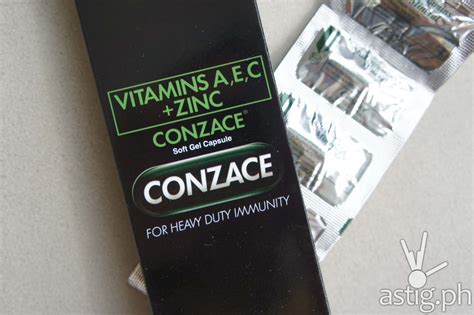 VITAMINS A,E,C
+ZINC
CONZACE®
Soft Gel Capsule
CONZACE
FOR HEAVY DUTY IMMUNITY
astig.ph